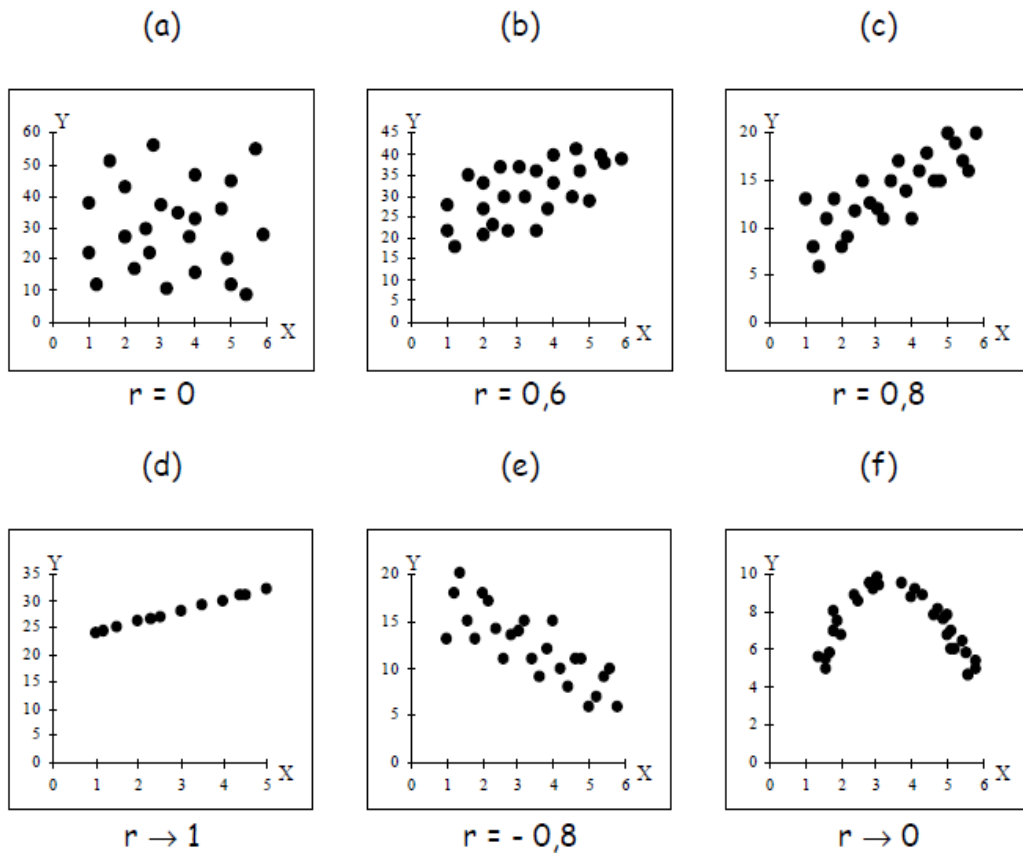 (a) (b) (c)
Y Y Y
60 50 40 30 20 10 0
0 1 2 3 4 5 6 X
45 40 35 30 25 20 15 10 5 0
0 1 2 3 4 5 6 X
20 15 10 5 0
0 1 2 3 4 5 6 X
r = 0 r = 0,6 r = 0,8
(d) (e) (f)
Y Y Y
35 30 25 20 15 10 5 0
0 1 2 3 4 5 X
20 15 10 5 0
0 1 2 3 4 5 6 X
10 8 6 4 2 0
0 1 2 3 4 5 6 X
r → 1 r = - 0,8 r → 0